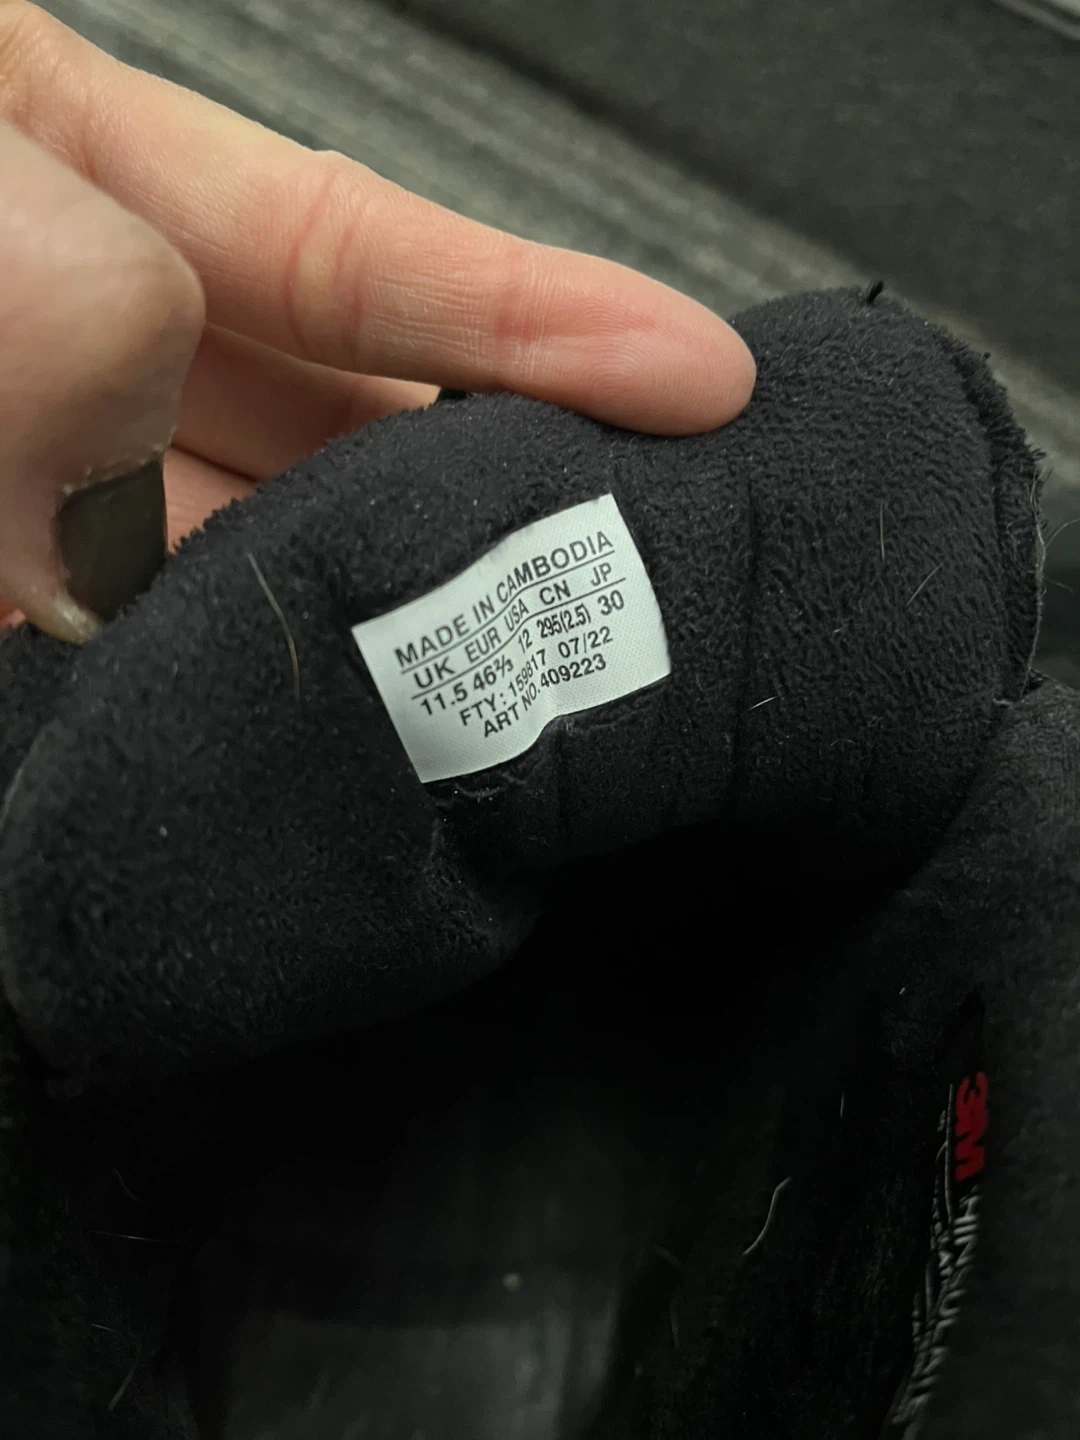 MADE IN CAMBODIA
UK EUR USA CN JP
11.5 46⅔ 12 295(2.5) 30
FTY: 159817 07/22
ART NO. 409223
3M
THINSULATE